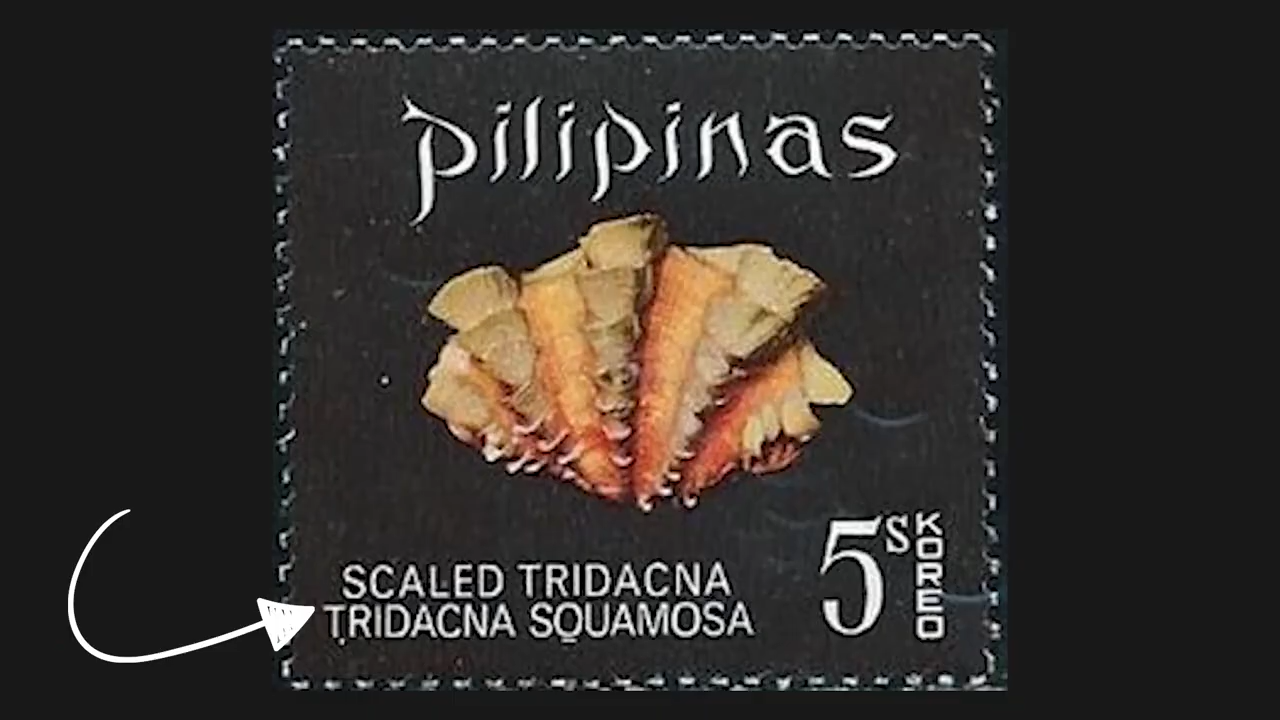 pilipinas
5s
KOREO
SCALED TRIDACNA
TRIDACNA SQUAMOSA